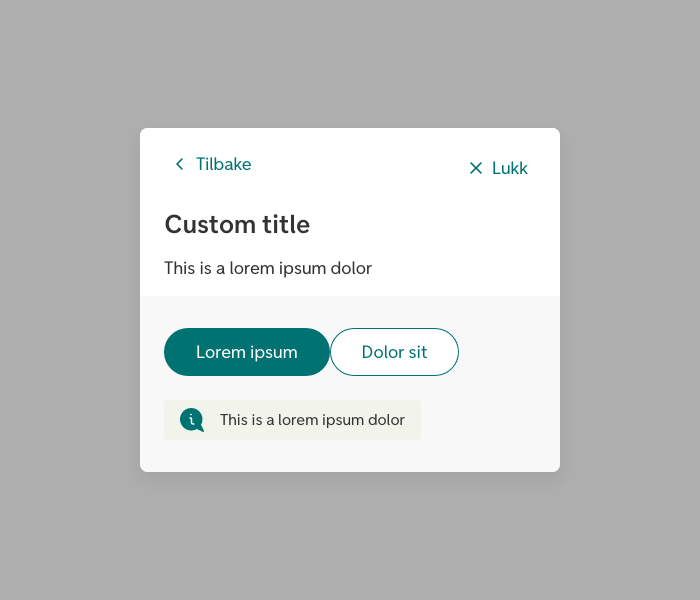 Tilbake
Lukk
Custom title
This is a lorem ipsum dolor
Lorem ipsum
Dolor sit
This is a lorem ipsum dolor